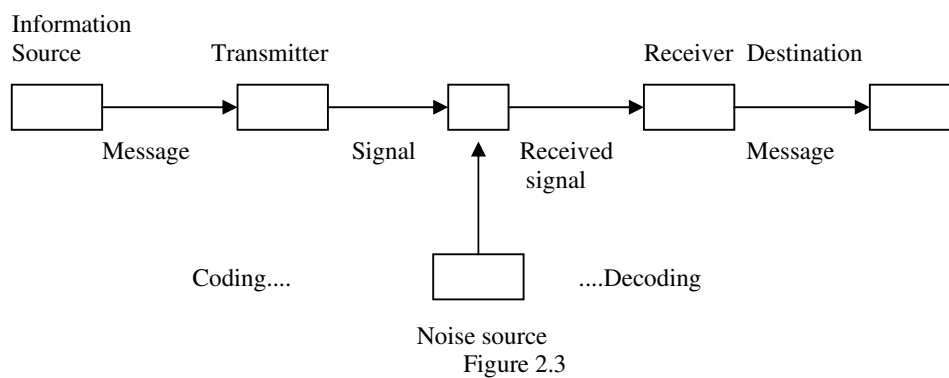 Information
Source Transmitter Receiver Destination
Message Signal Received Message
signal
Coding.... ....Decoding
Noise source
Figure 2.3